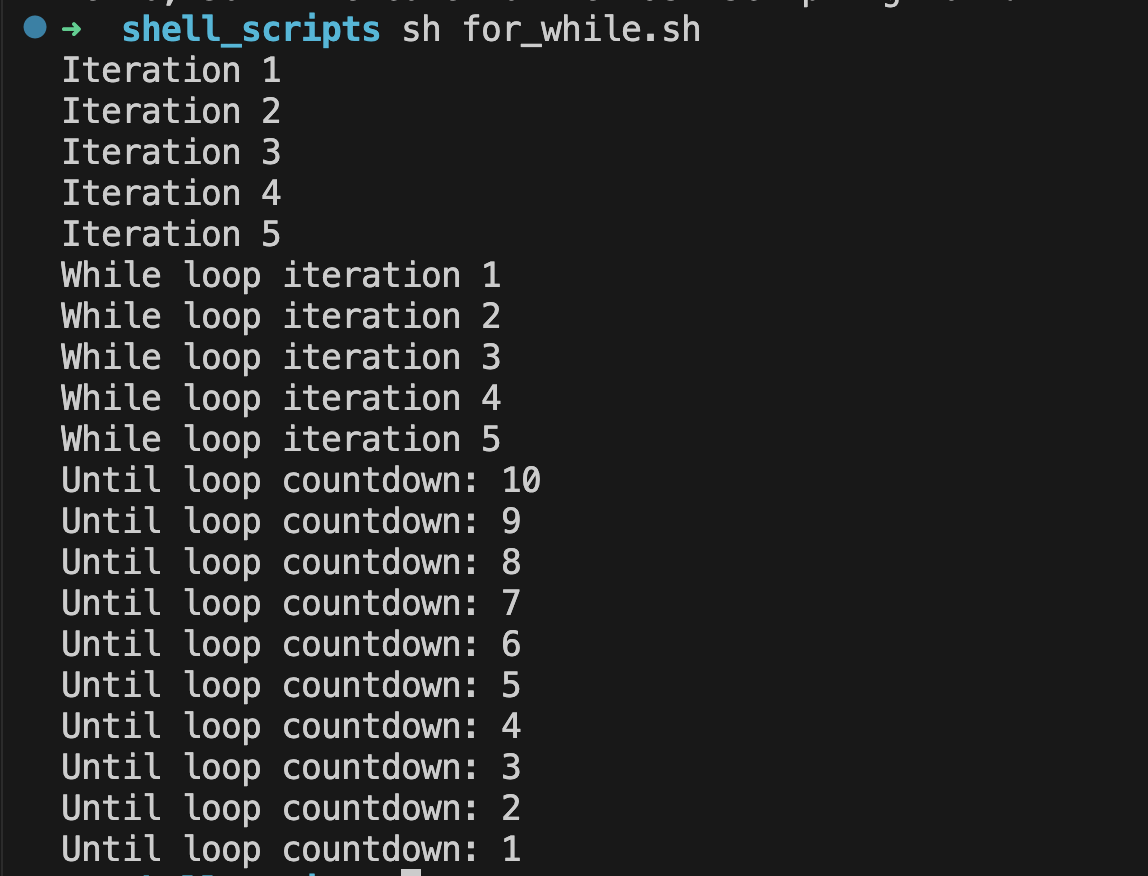 ➜ shell_scripts sh for_while.sh
Iteration 1
Iteration 2
Iteration 3
Iteration 4
Iteration 5
While loop iteration 1
While loop iteration 2
While loop iteration 3
While loop iteration 4
While loop iteration 5
Until loop countdown: 10
Until loop countdown: 9
Until loop countdown: 8
Until loop countdown: 7
Until loop countdown: 6
Until loop countdown: 5
Until loop countdown: 4
Until loop countdown: 3
Until loop countdown: 2
Until loop countdown: 1